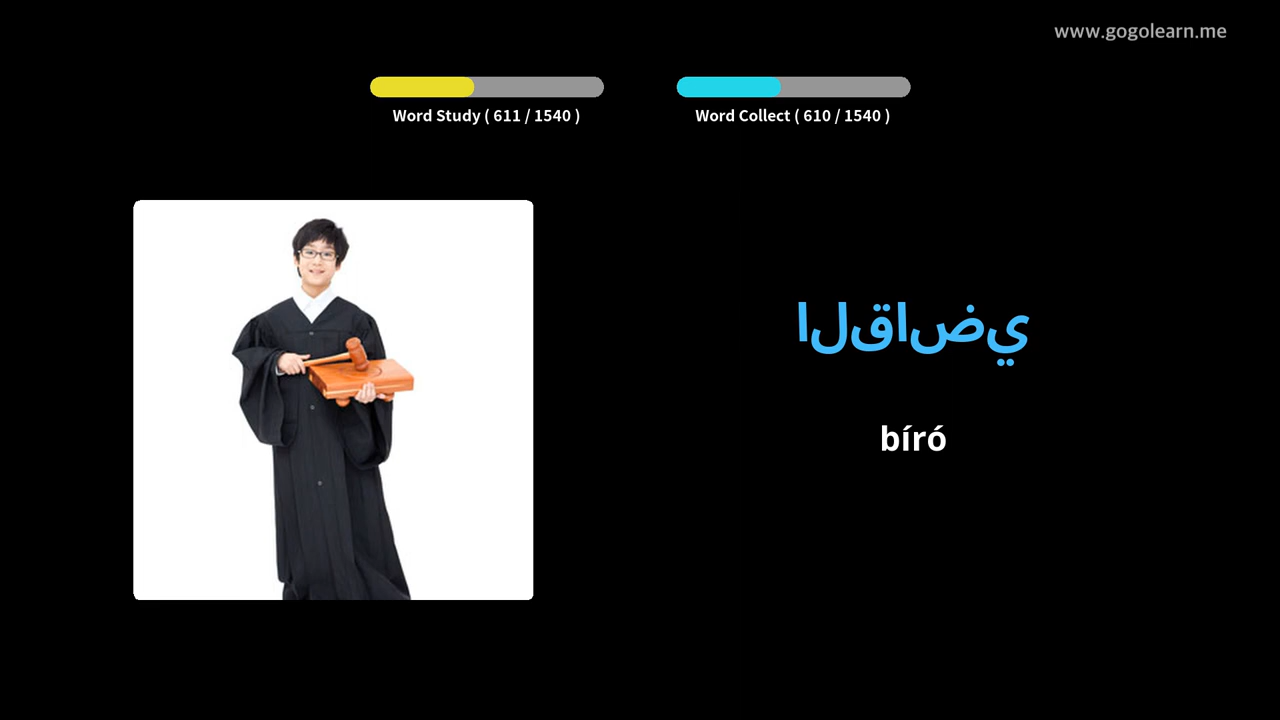 www.gogolearn.me
Word Study ( 611 / 1540 )
Word Collect ( 610 / 1540 )
القاضي
bíró